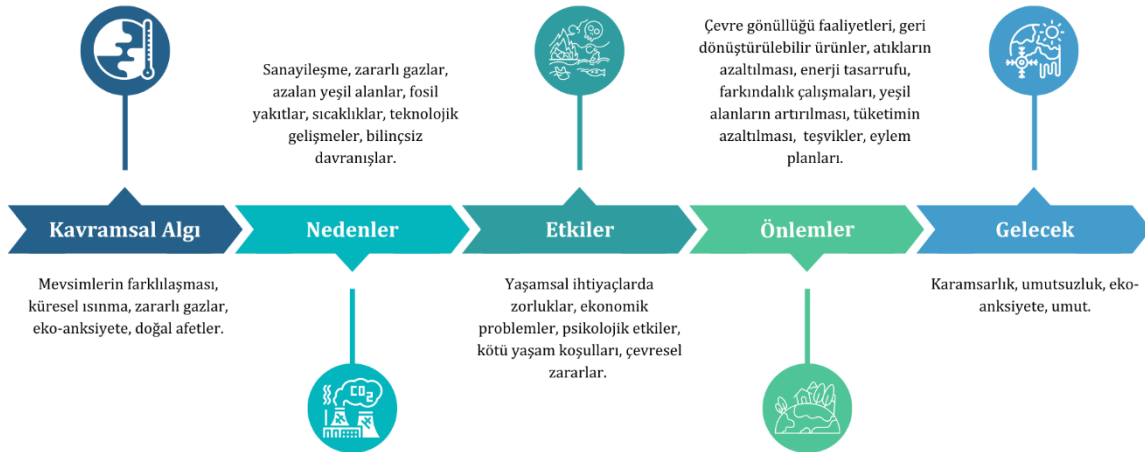 Kavramsal Algı
Mevsimlerin farklılaşması,
küresel ısınma, zararlı gazlar,
eko-anksiyete, doğal afetler.
Sanayileşme, zararlı gazlar,
azalan yeşil alanlar, fosil
yakıtlar, sıcaklıklar, teknolojik
gelişmeler, bilinçsiz
davranışlar.
Nedenler
CO2
Etkiler
Yaşamsal ihtiyaçlarda
zorluklar, ekonomik
problemler, psikolojik etkiler,
kötü yaşam koşulları, çevresel
zararlar.
Çevre gönüllüğü faaliyetleri, geri
dönüştürülebilir ürünler, atıkların
azaltılması, enerji tasarrufu,
farkındalık çalışmaları, yeşil
alanların artırılması, tüketimin
azaltılması, teşvikler, eylem
planları.
Önlemler
Gelecek
Karamsarlık, umutsuzluk, eko-
anksiyete, umut.